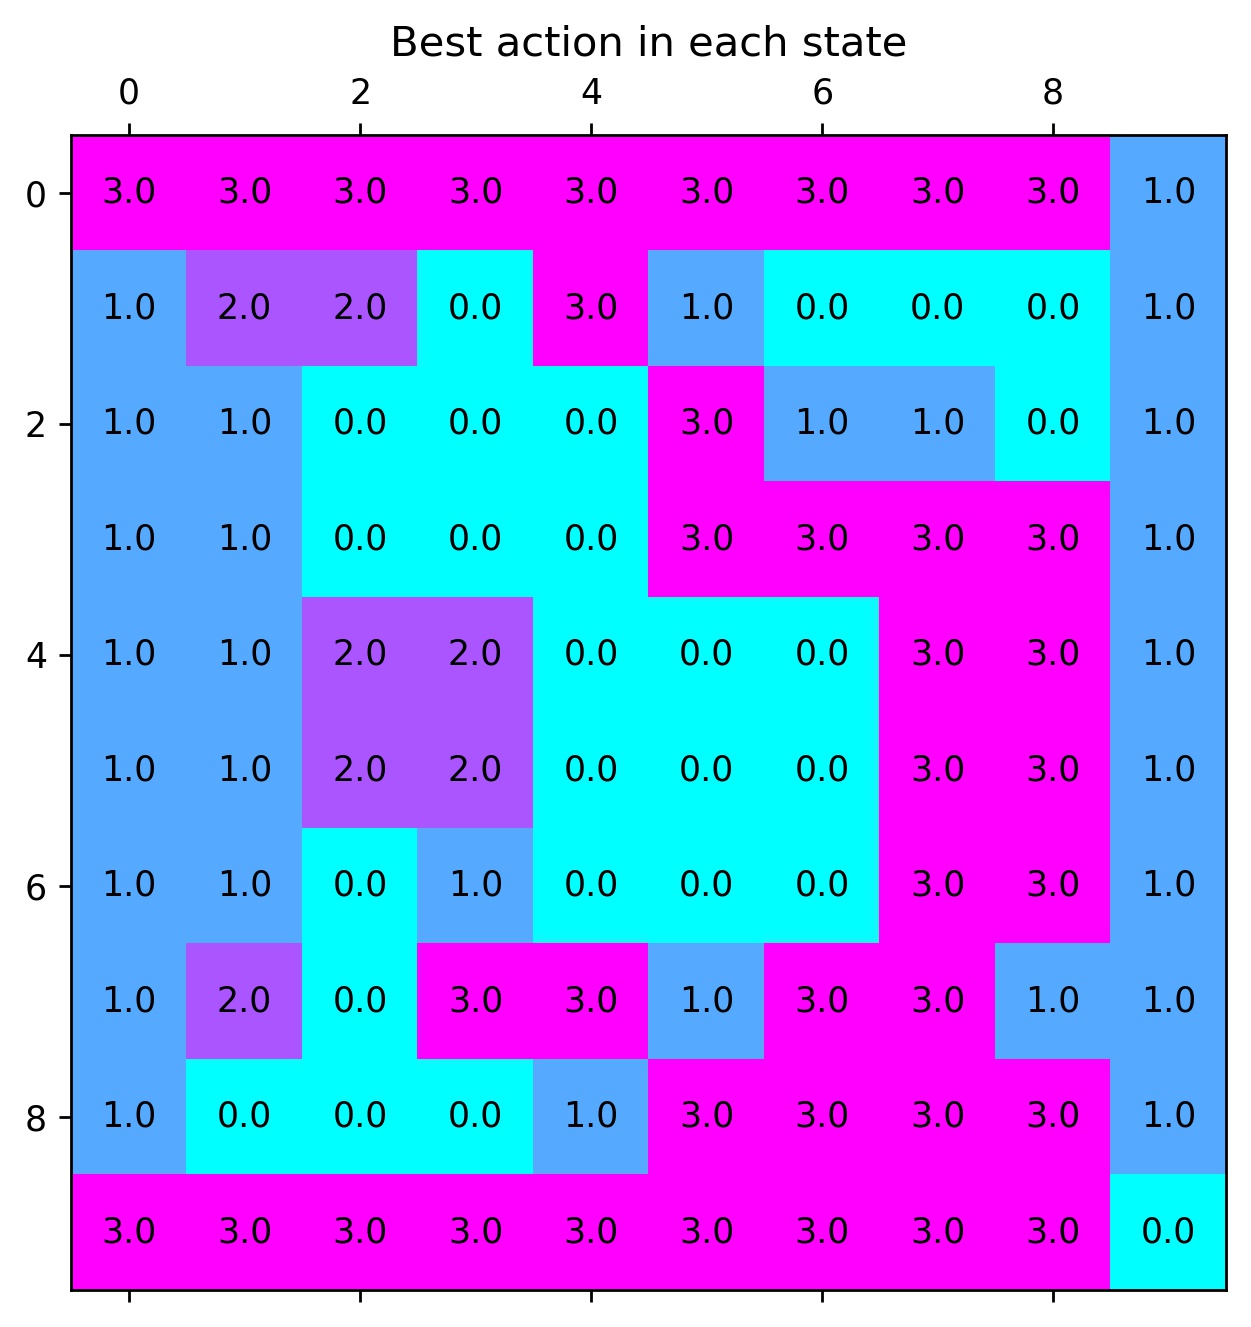 Best action in each state
0 2 4 6 8
0 3.0 3.0 3.0 3.0 3.0 3.0 3.0 3.0 3.0 1.0
1.0 2.0 2.0 0.0 3.0 1.0 0.0 0.0 0.0 1.0
2 1.0 1.0 0.0 0.0 0.0 3.0 1.0 1.0 0.0 1.0
1.0 1.0 0.0 0.0 0.0 3.0 3.0 3.0 3.0 1.0
4 1.0 1.0 2.0 2.0 0.0 0.0 0.0 3.0 3.0 1.0
1.0 1.0 2.0 2.0 0.0 0.0 0.0 3.0 3.0 1.0
6 1.0 1.0 0.0 1.0 0.0 0.0 0.0 3.0 3.0 1.0
1.0 2.0 0.0 3.0 3.0 1.0 3.0 3.0 1.0 1.0
8 1.0 0.0 0.0 0.0 1.0 3.0 3.0 3.0 3.0 1.0
3.0 3.0 3.0 3.0 3.0 3.0 3.0 3.0 3.0 0.0